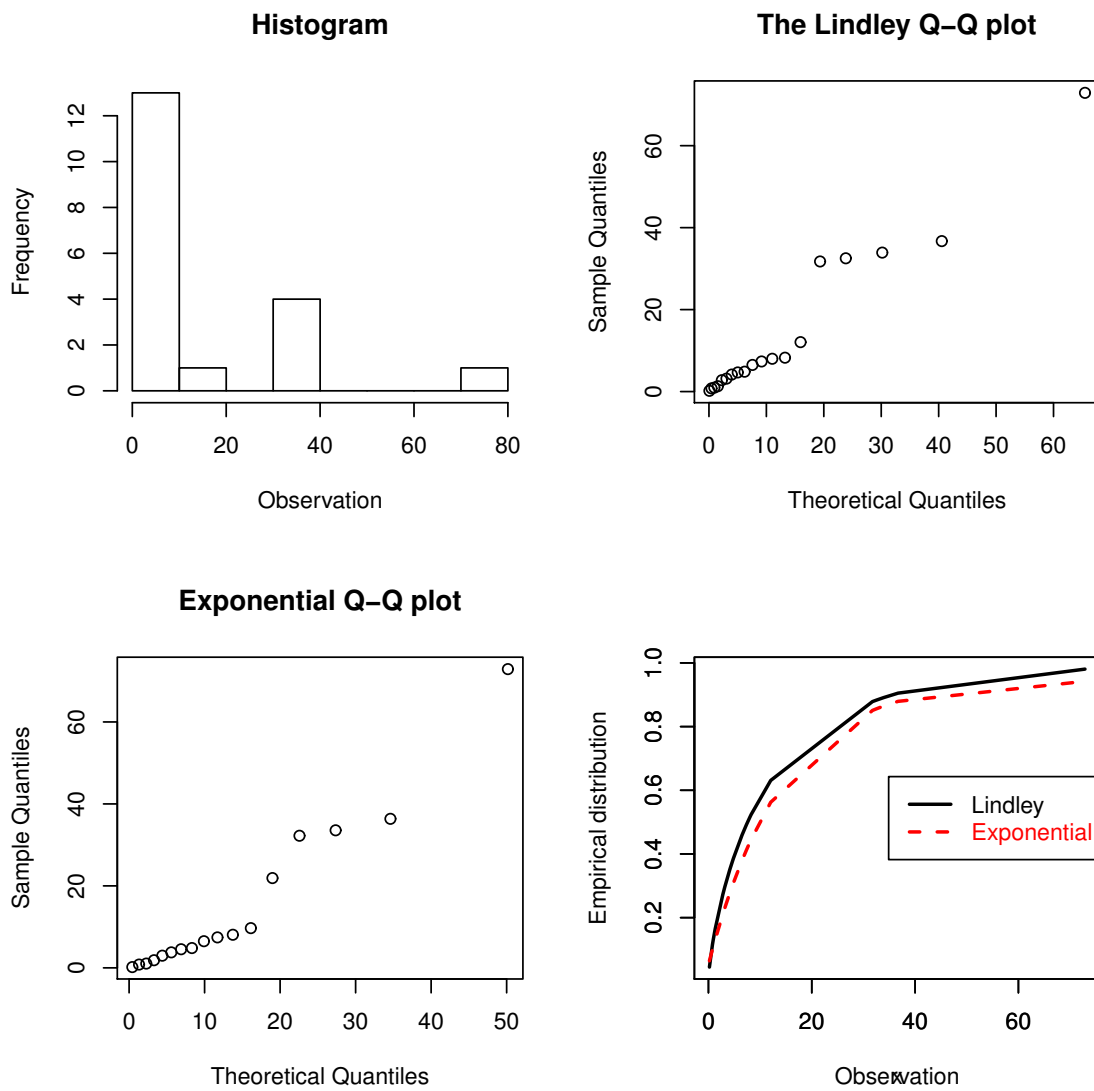 Histogram
Frequency
0 2 4 6 8 10 12
0 20 40 60 80
Observation
The Lindley Q−Q plot
Sample Quantiles
0 20 40 60
0 10 20 30 40 50 60
Theoretical Quantiles
Exponential Q−Q plot
Sample Quantiles
0 20 40 60
0 10 20 30 40 50
Theoretical Quantiles
Empirical distribution
0.2 0.4 0.6 0.8 1.0
Lindley
Exponential
0 20 40 60
Observation
x